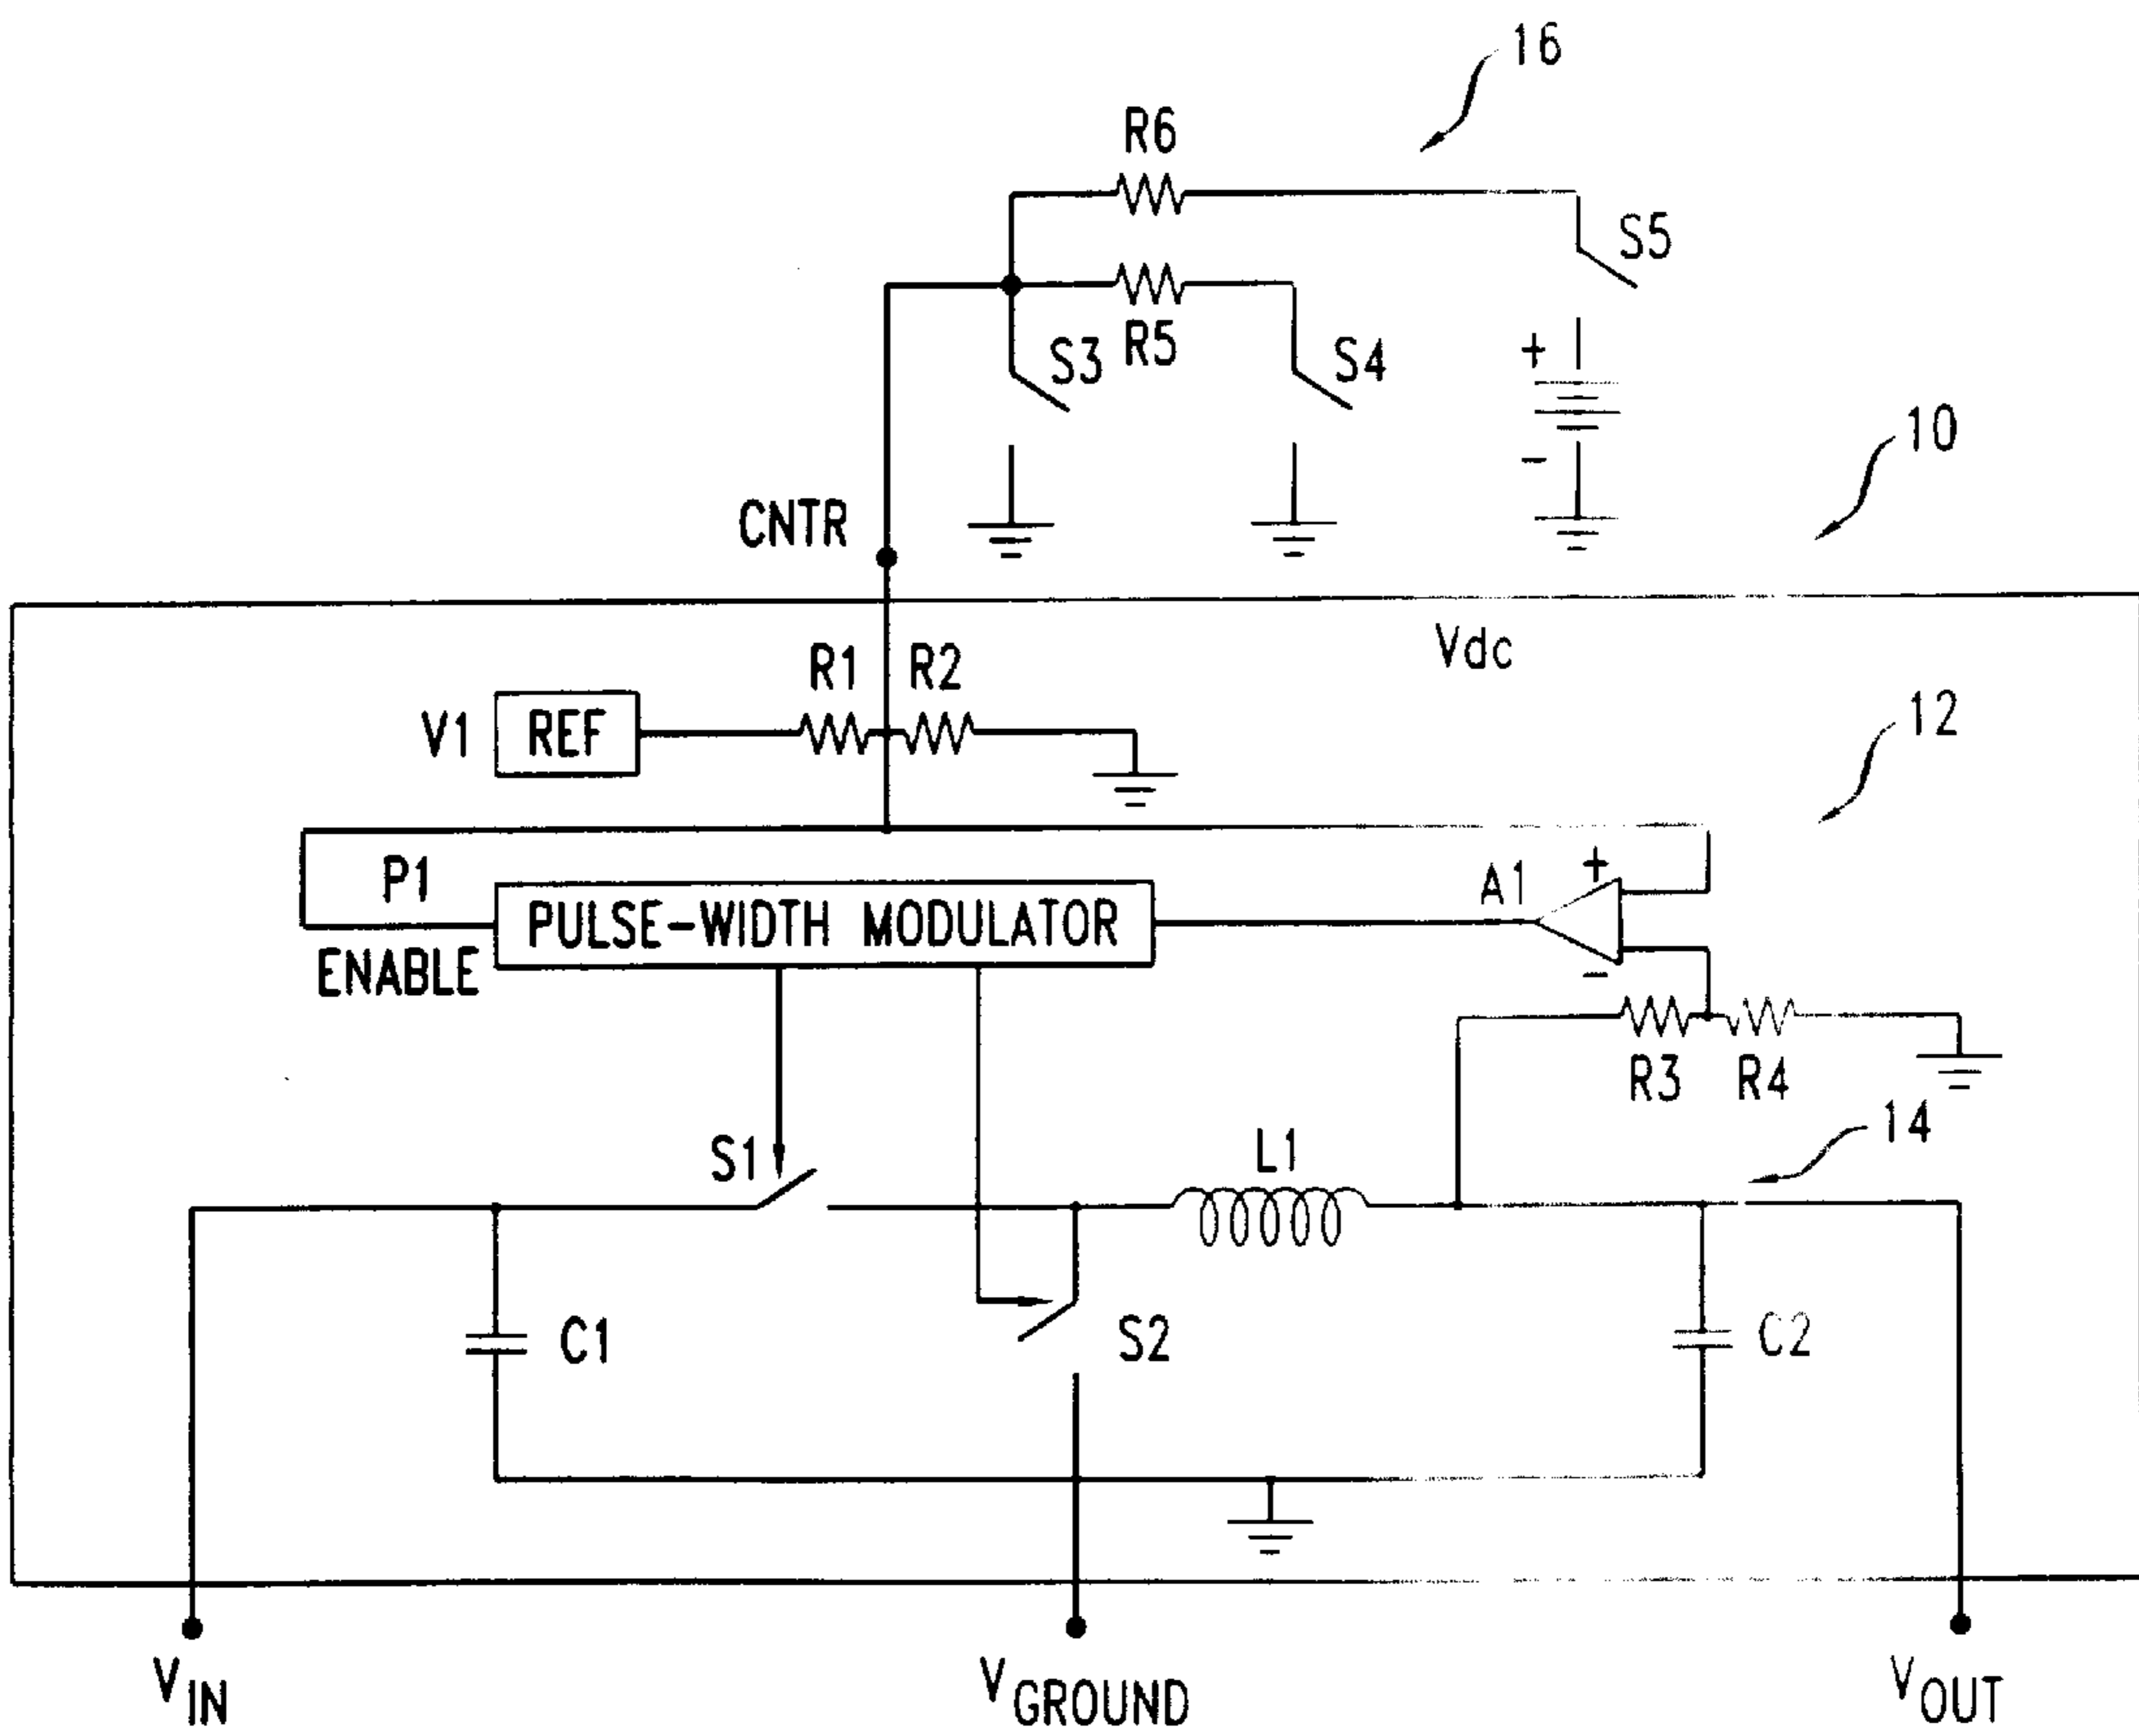 16
R6
S5
R5
S3
S4
+
-
10
CNTR
Vdc
R1
R2
V1
REF
12
P1
+
A1
PULSE-WIDTH MODULATOR
ENABLE
-
R3
R4
14
S1
L1
C1
S2
C2
VIN
VGROUND
VOUT